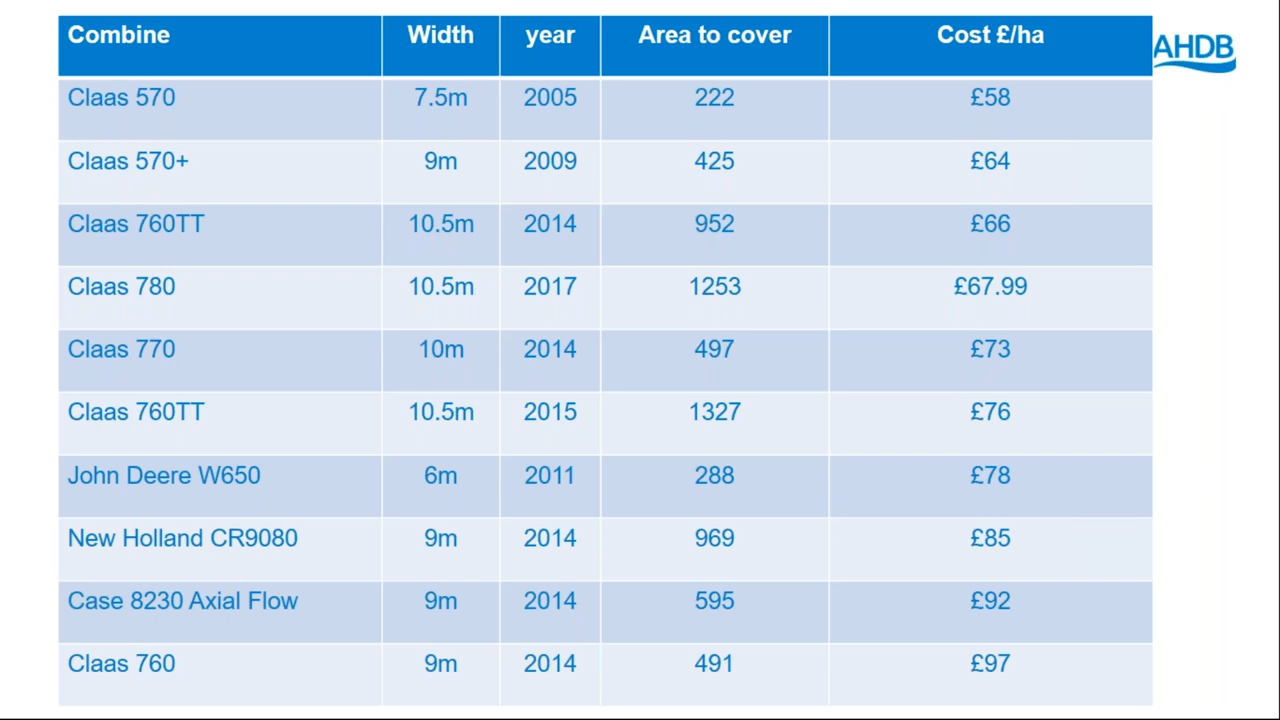 Combine Width year Area to cover Cost £/ha
AHDB
Claas 570 7.5m 2005 222 £58
Claas 570+ 9m 2009 425 £64
Claas 760TT 10.5m 2014 952 £66
Claas 780 10.5m 2017 1253 £67.99
Claas 770 10m 2014 497 £73
Claas 760TT 10.5m 2015 1327 £76
John Deere W650 6m 2011 288 £78
New Holland CR9080 9m 2014 969 £85
Case 8230 Axial Flow 9m 2014 595 £92
Claas 760 9m 2014 491 £97